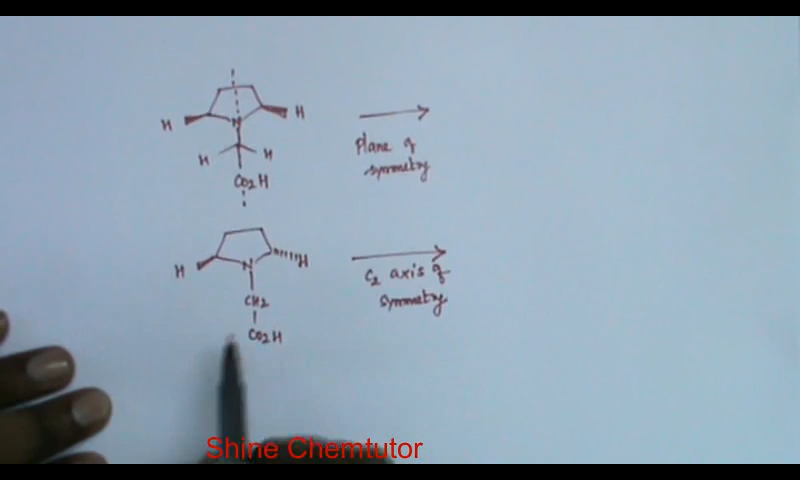 H
N
H
H
H
CO2H
Plane of
symmetry
H
N
H
CH2
CO2H
C2 axis of
symmetry
Shine Chemtutor